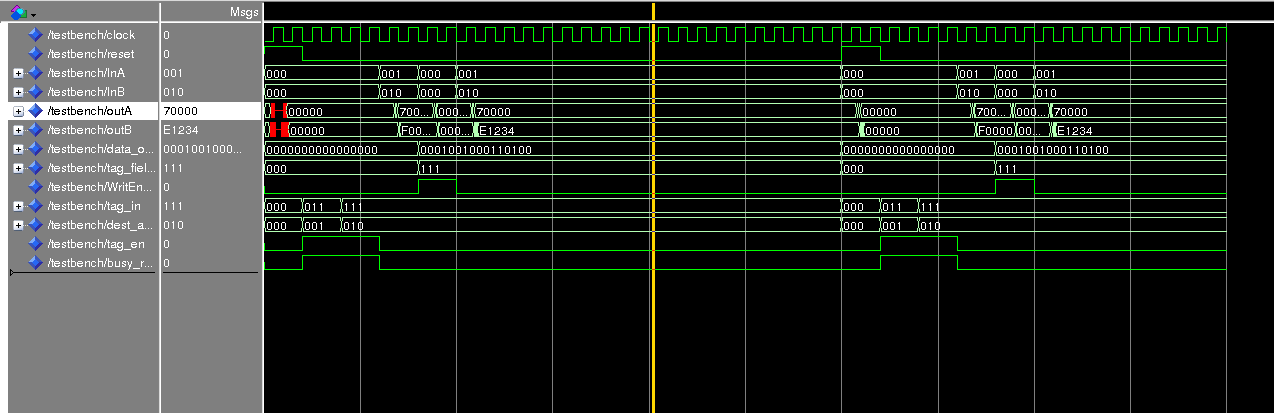 Msgs
/testbench/clock 0
/testbench/reset 0
/testbench/InA 001 000 001 000 001 000 001 000 001
/testbench/InB 010 000 010 000 010 000 010 000 010
/testbench/outA 70000 00000 700... 000... 70000 00000 700... 000... 70000
/testbench/outB E1234 00000 F00... 000... E1234 00000 F0000 00... E1234
/testbench/data_o... 0001001000... 0000000000000000 0001001000110100 0000000000000000 0001001000110100
/testbench/tag_fiel... 111 000 111 000 111
/testbench/WritEn... 0
/testbench/tag_in 111 000 011 111 000 011 111
/testbench/dest_a... 010 000 001 010 000 001 010
/testbench/tag_en 0
/testbench/busy_r... 0